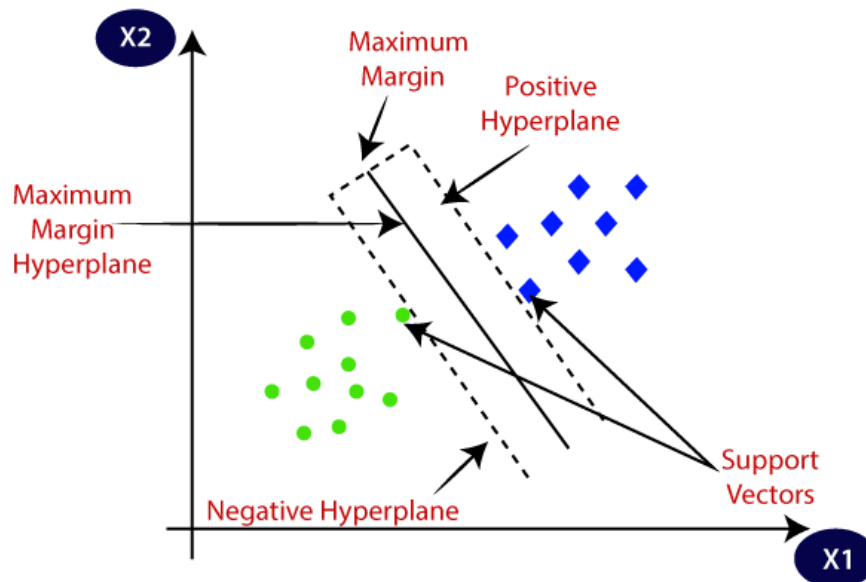 X2
Maximum
Margin
Positive
Hyperplane
Maximum
Margin
Hyperplane
Support
Vectors
Negative Hyperplane
X1